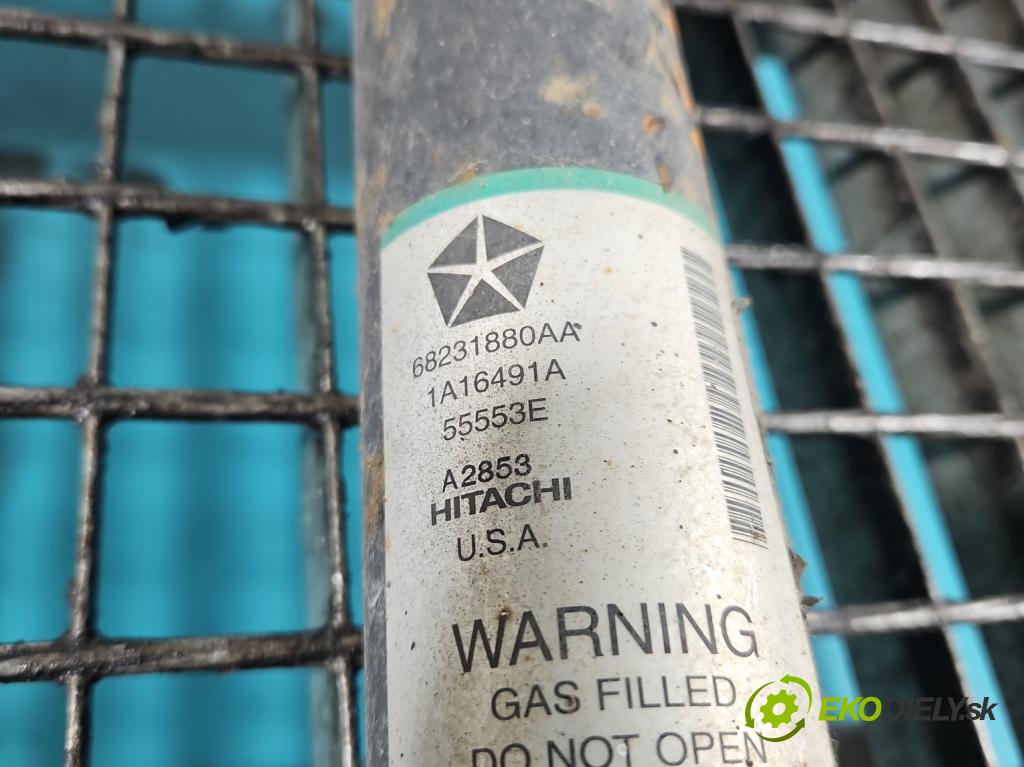 68231880AA
1A16491A
55553E
A2853
HITACHI
U.S.A.
WARNING
GAS FILLED
DO NOT OPEN
EKODIELY.sk